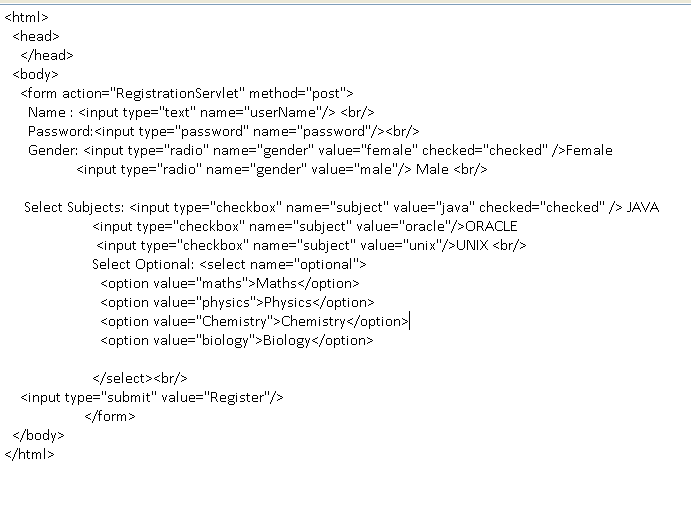 <html>
<head>
</head>
<body>
<form action="RegistrationServlet" method="post">
Name : <input type="text" name="userName"/> <br/>
Password:<input type="password" name="password"/><br/>
Gender: <input type="radio" name="gender" value="female" checked="checked" />Female
<input type="radio" name="gender" value="male"/> Male <br/>
Select Subjects: <input type="checkbox" name="subject" value="java" checked="checked" /> JAVA
<input type="checkbox" name="subject" value="oracle"/>ORACLE
<input type="checkbox" name="subject" value="unix"/>UNIX <br/>
Select Optional: <select name="optional">
<option value="maths">Maths</option>
<option value="physics">Physics</option>
<option value="Chemistry">Chemistry</option>
<option value="biology">Biology</option>
</select><br/>
<input type="submit" value="Register"/>
</form>
</body>
</html>